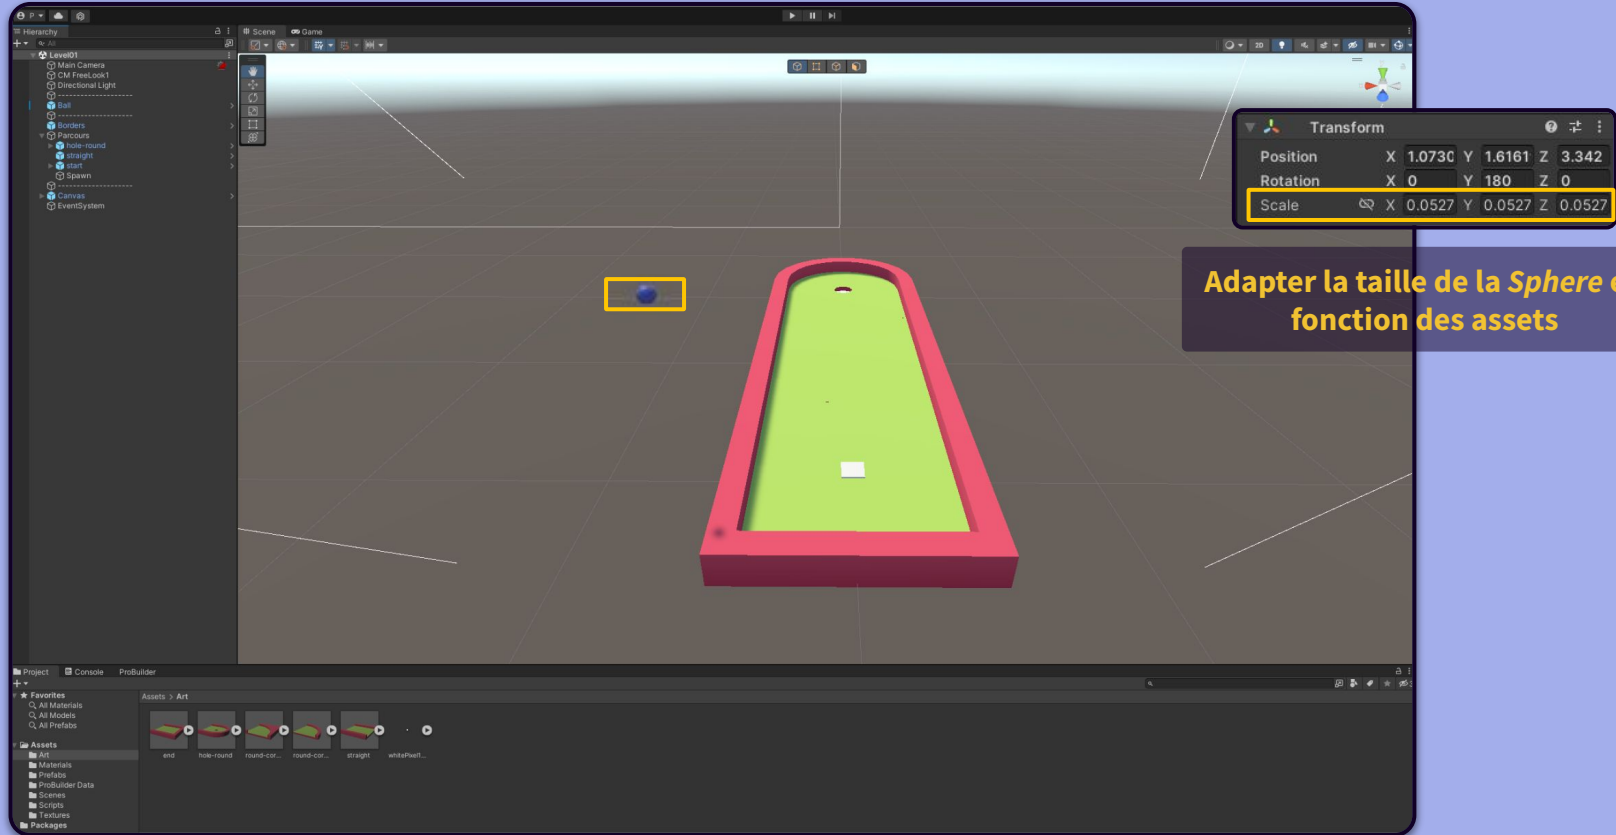 P
Hierarchy
All
Level01
Main Camera
CM FreeLook1
Directional Light
--------------------
Ball
--------------------
Borders
Parcours
hole-round
straight
start
Spawn
--------------------
Canvas
EventSystem
Scene Game
2D
Transform
Position X 1.0730 Y 1.6161 Z 3.342
Rotation X 0 Y 180 Z 0
Scale X 0.0527 Y 0.0527 Z 0.0527
Adapter la taille de la Sphere e
fonction des assets
Project Console ProBuilder
Favorites
All Materials
All Models
All Prefabs
Assets
Art
Materials
Prefabs
ProBuilder Data
Scenes
Scripts
Textures
Packages
Assets > Art
end hole-round round-cor... round-cor... straight whitePixel1...